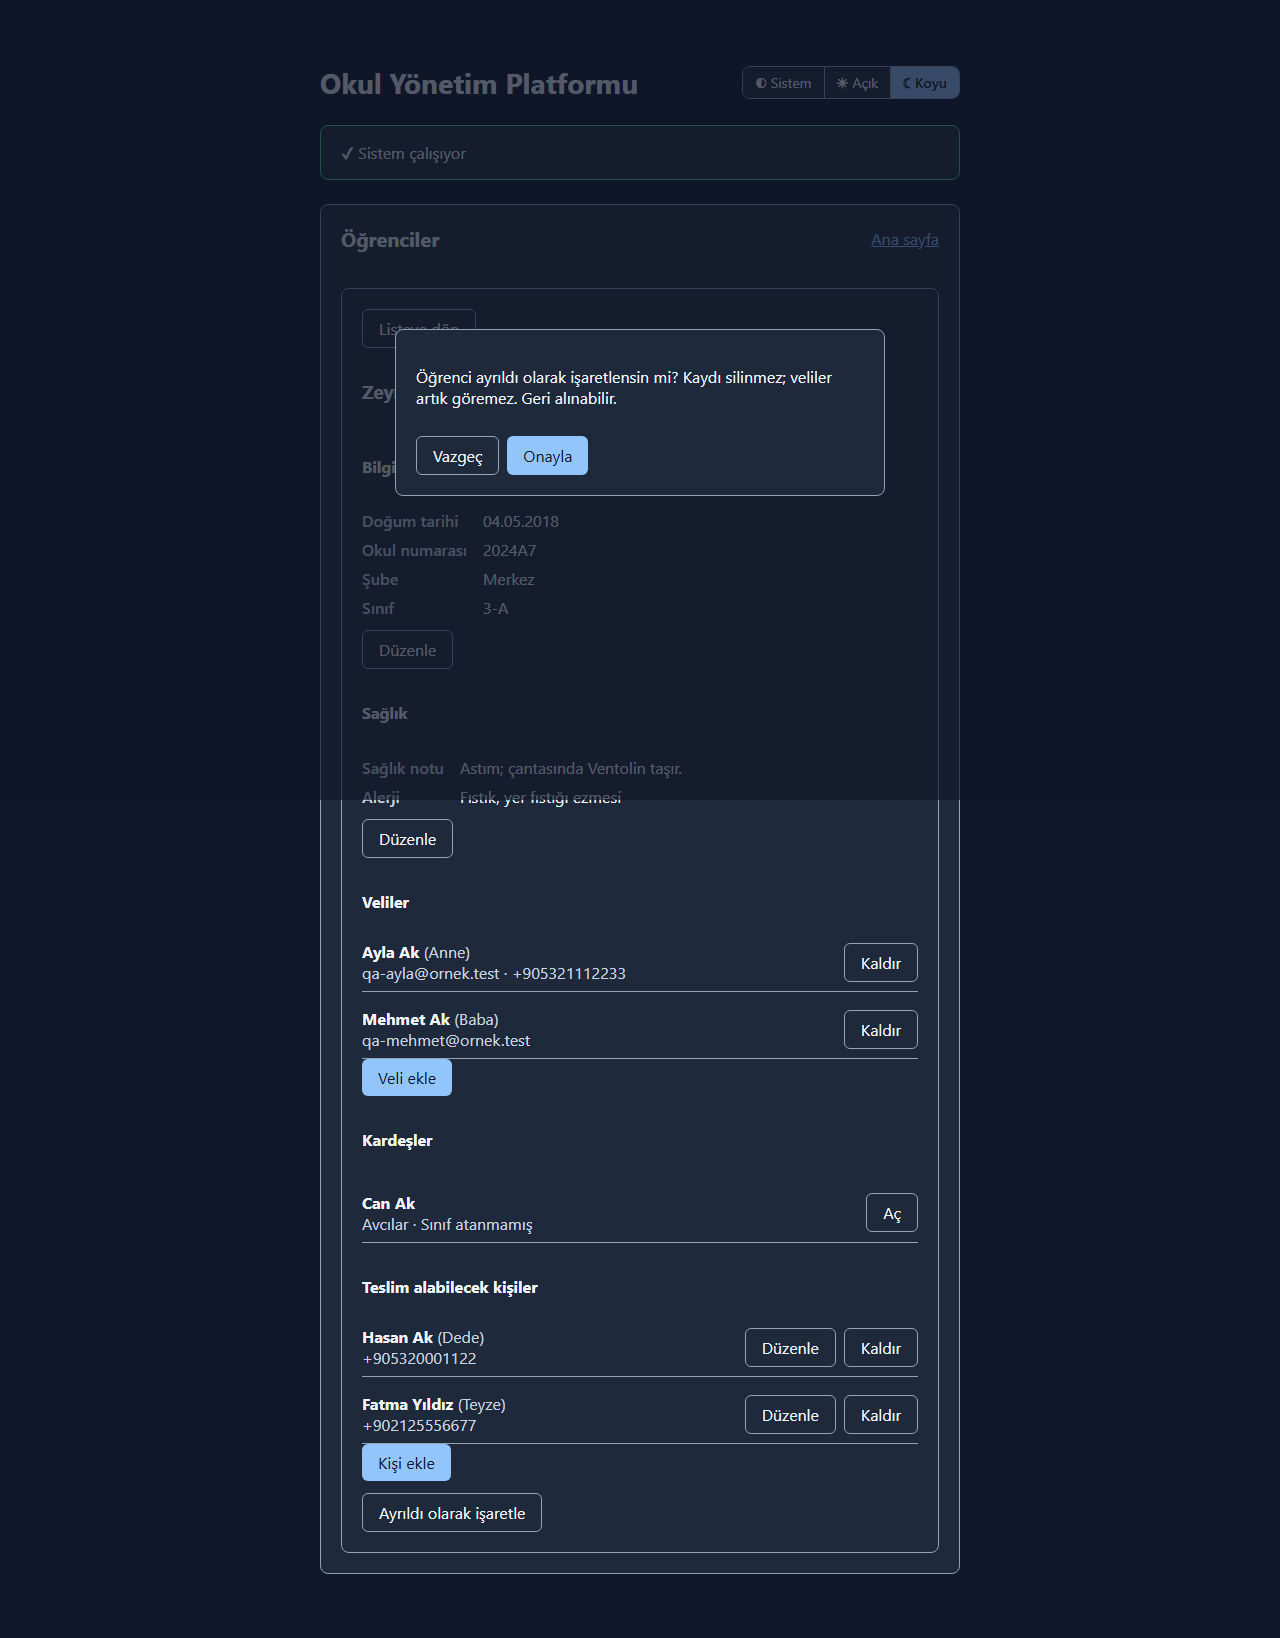 Okul Yönetim Platformu
Sistem
Açık
Koyu
Sistem çalışıyor
Öğrenciler
Ana sayfa
Listeye dön
Öğrenci ayrıldı olarak işaretlensin mi? Kaydı silinmez; veliler
artık göremez. Geri alınabilir.
Vazgeç
Onayla
Doğum tarihi 04.05.2018
Okul numarası 2024A7
Şube Merkez
Sınıf 3-A
Düzenle
Sağlık
Sağlık notu Astım; çantasında Ventolin taşır.
Alerji Fıstık, yer fıstığı ezmesi
Düzenle
Veliler
Ayla Ak (Anne)
qa-ayla@ornek.test · +905321112233
Kaldır
Mehmet Ak (Baba)
qa-mehmet@ornek.test
Kaldır
Veli ekle
Kardeşler
Can Ak
Avcılar · Sınıf atanmamış
Aç
Teslim alabilecek kişiler
Hasan Ak (Dede)
+905320001122
Düzenle
Kaldır
Fatma Yıldız (Teyze)
+902125556677
Düzenle
Kaldır
Kişi ekle
Ayrıldı olarak işaretle